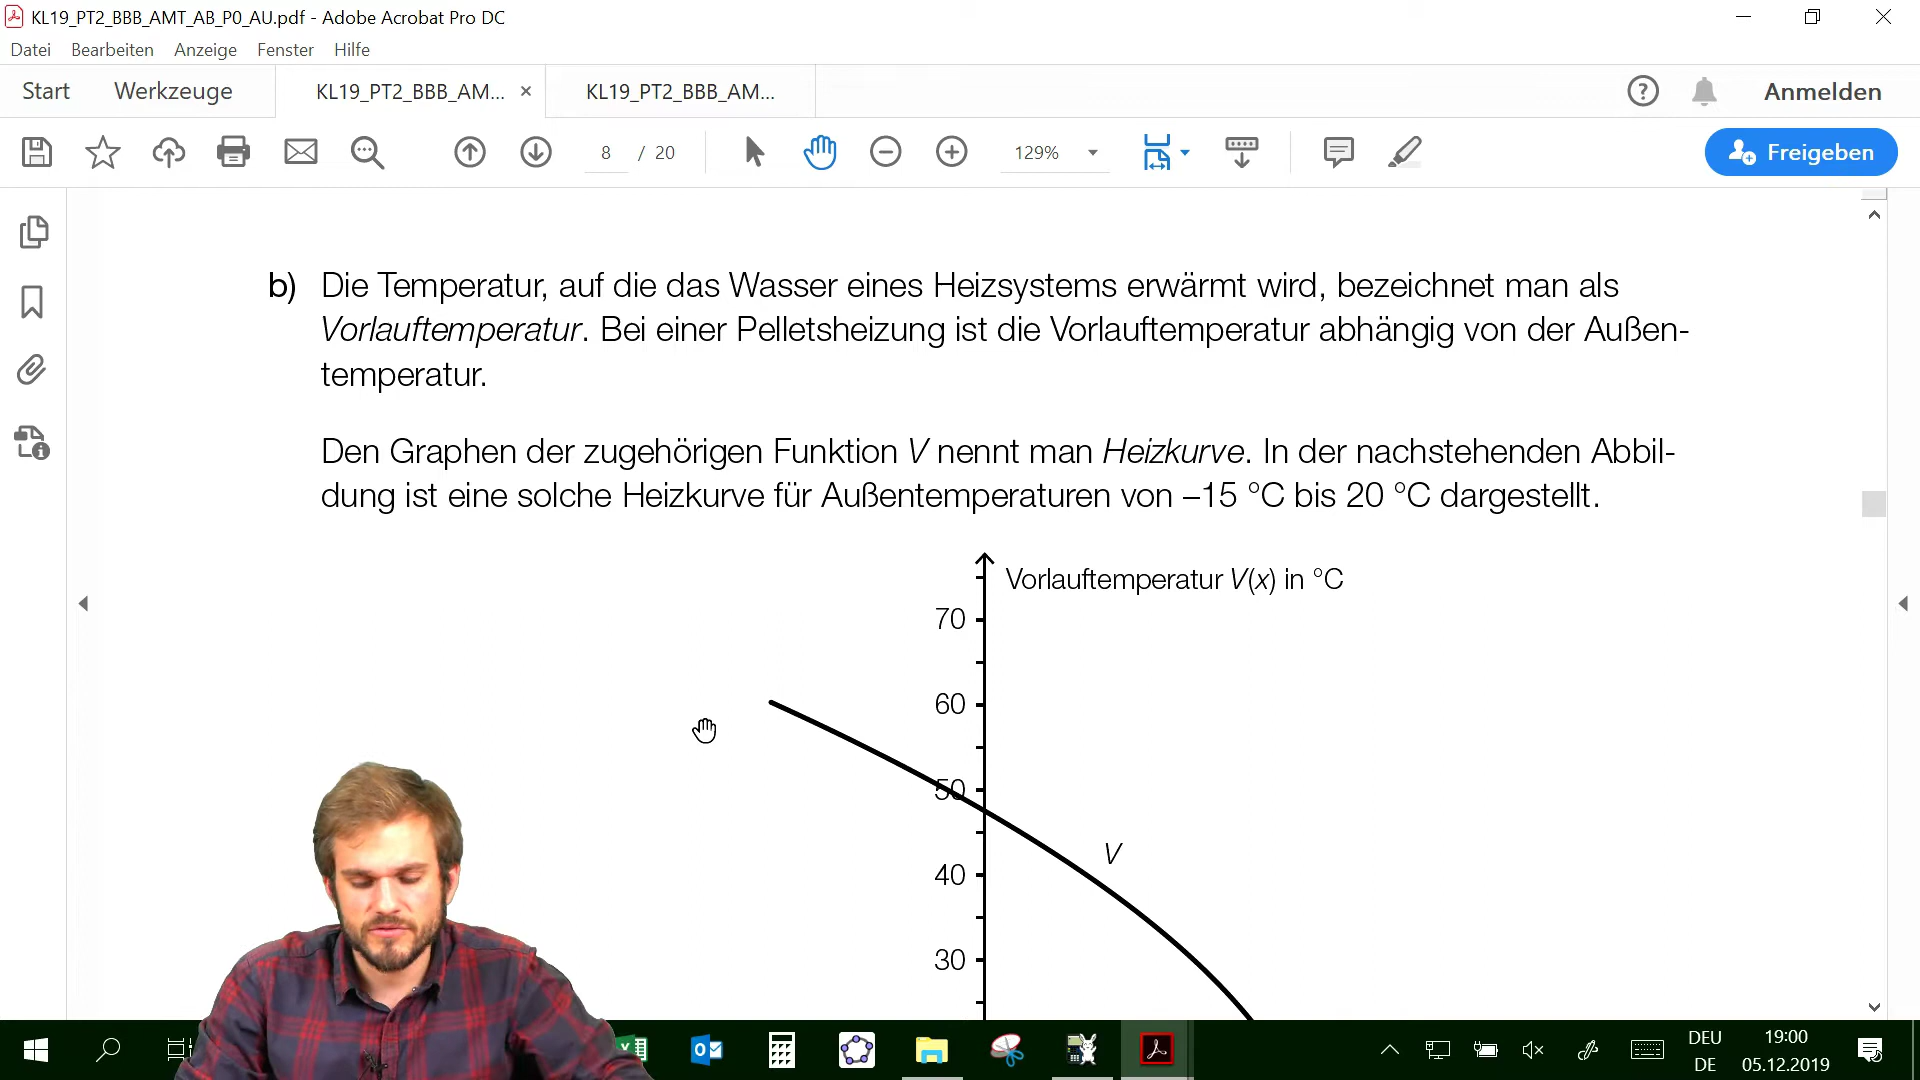 KL19_PT2_BBB_AMT_AB_P0_AU.pdf - Adobe Acrobat Pro DC
Datei Bearbeiten Anzeige Fenster Hilfe
Start Werkzeuge KL19_PT2_BBB_AM... × KL19_PT2_BBB_AM... ? Anmelden
8 / 20 129% Freigeben
b) Die Temperatur, auf die das Wasser eines Heizsystems erwärmt wird, bezeichnet man als
Vorlauftemperatur. Bei einer Pelletsheizung ist die Vorlauftemperatur abhängig von der Außen-
temperatur.
Den Graphen der zugehörigen Funktion V nennt man Heizkurve. In der nachstehenden Abbil-
dung ist eine solche Heizkurve für Außentemperaturen von –15 °C bis 20 °C dargestellt.
Vorlauftemperatur V(x) in °C
70
60
50
V
40
30
DEU 19:00
DE 05.12.2019